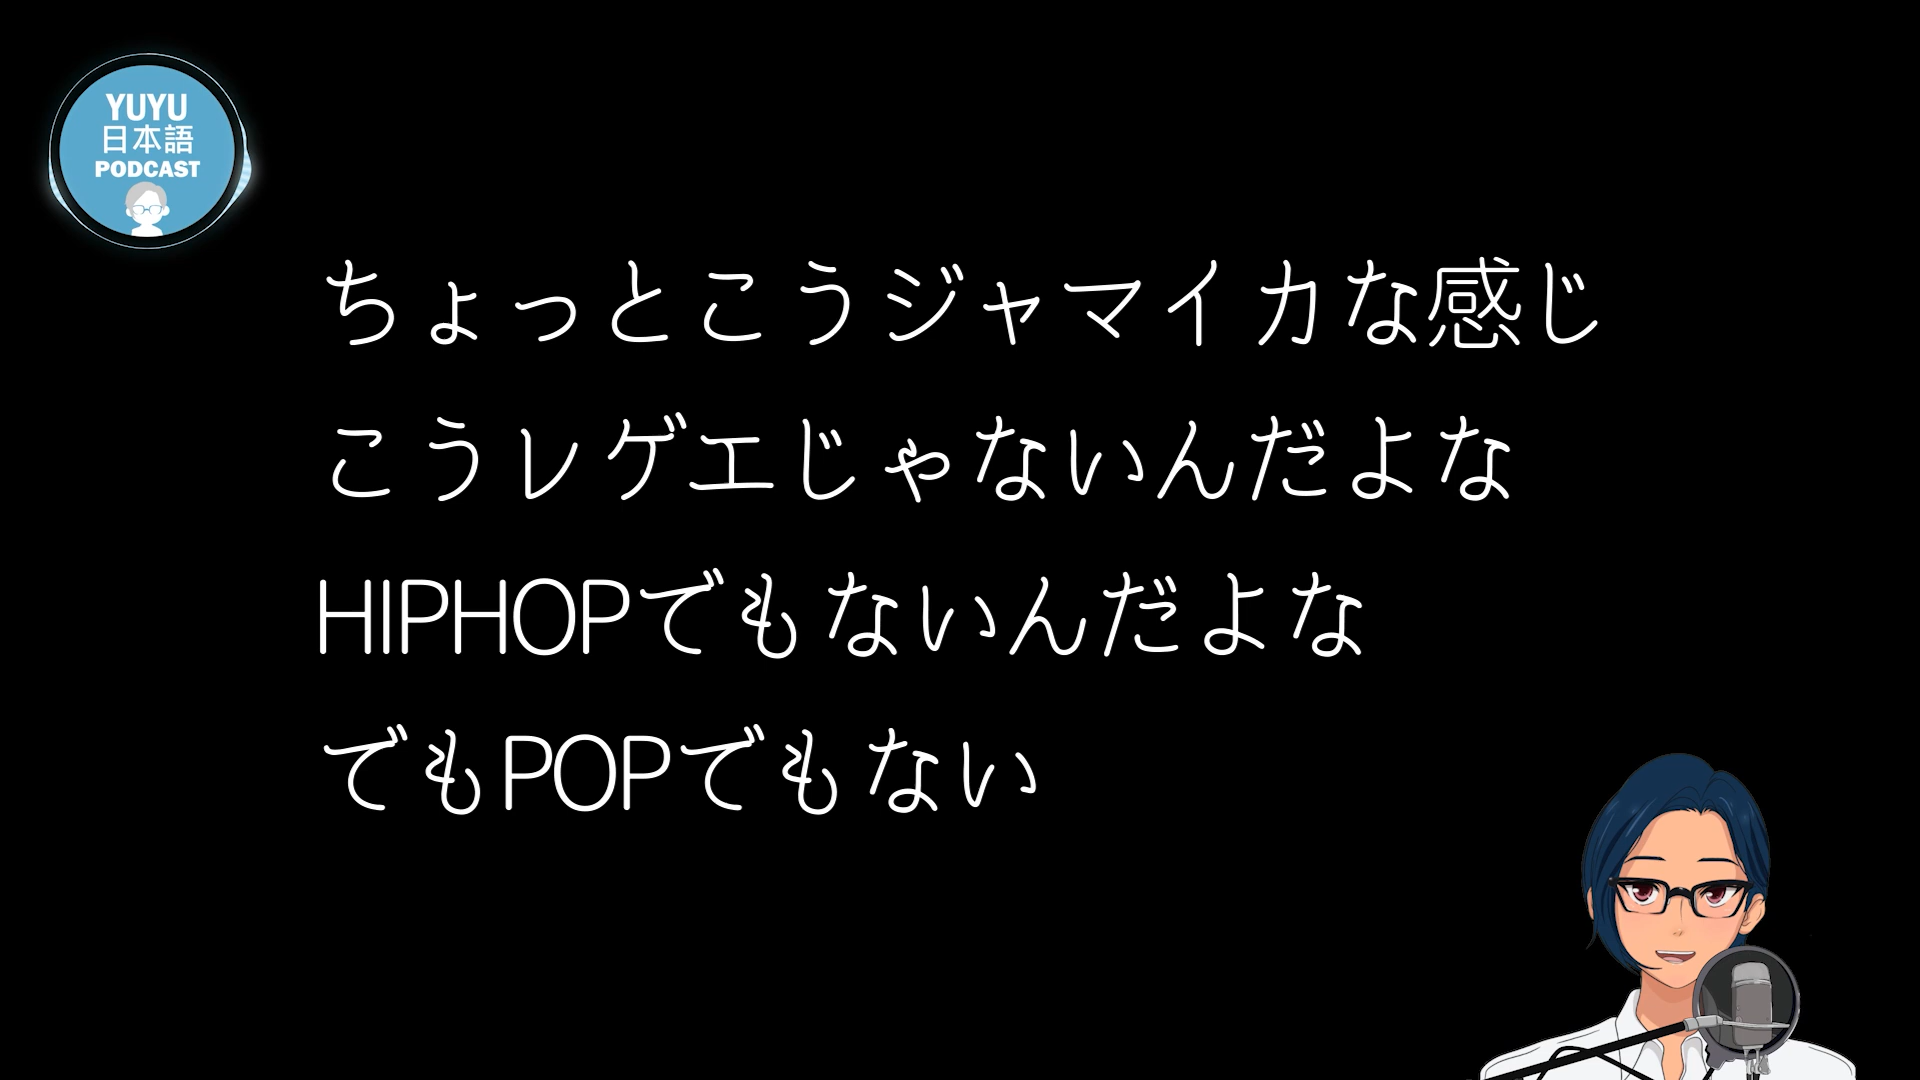 YUYU
日本語
PODCAST
ちょっとこうジャマイカな感じ
こうレゲエじゃないんだよな
HIPHOPでもないんだよな
でもPOPでもない